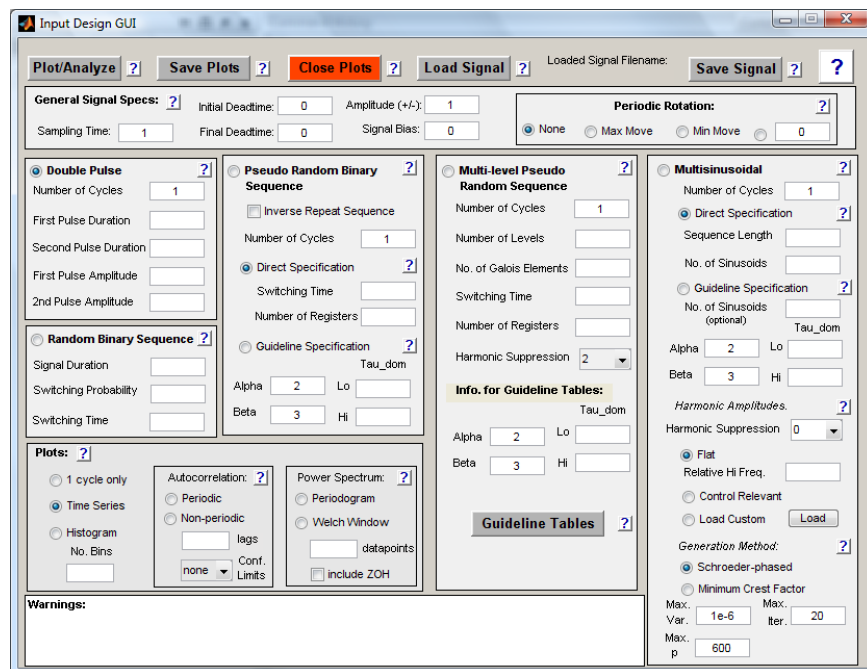 Input Design GUI
Plot/Analyze ? Save Plots ? Close Plots ? Load Signal ? Loaded Signal Filename: Save Signal ? ?
General Signal Specs: ? Initial Deadtime: 0 Amplitude (+/-): 1 Periodic Rotation: ?
Sampling Time: 1 Final Deadtime: 0 Signal Bias: 0 None Max Move Min Move 0
Double Pulse ?
Number of Cycles 1
First Pulse Duration
Second Pulse Duration
First Pulse Amplitude
2nd Pulse Amplitude
Random Binary Sequence ?
Signal Duration
Switching Probability
Switching Time
Pseudo Random Binary ?
Sequence
Inverse Repeat Sequence
Number of Cycles 1
Direct Specification ?
Switching Time
Number of Registers
Guideline Specification ?
Tau_dom
Alpha 2 Lo
Beta 3 Hi
Multi-level Pseudo ?
Random Sequence
Number of Cycles 1
Number of Levels
No. of Galois Elements
Switching Time
Number of Registers
Harmonic Suppression 2
Info. for Guideline Tables:
Tau_dom
Alpha 2 Lo
Beta 3 Hi
Guideline Tables ?
Multisinusoidal ?
Number of Cycles 1
Direct Specification ?
Sequence Length
No. of Sinusoids
Guideline Specification ?
No. of Sinusoids
(optional)
Tau_dom
Alpha 2 Lo
Beta 3 Hi
Harmonic Amplitudes. ?
Harmonic Suppression 0
Flat
Relative Hi Freq.
Control Relevant
Load Custom Load
Generation Method: ?
Schroeder-phased
Minimum Crest Factor
Max. Var. 1e-6 Max. Iter. 20
Max. p 600
Plots: ?
1 cycle only
Time Series
Histogram
No. Bins
Autocorrelation: ?
Periodic
Non-periodic
lags
none Conf. Limits
Power Spectrum: ?
Periodogram
Welch Window
datapoints
include ZOH
Warnings: